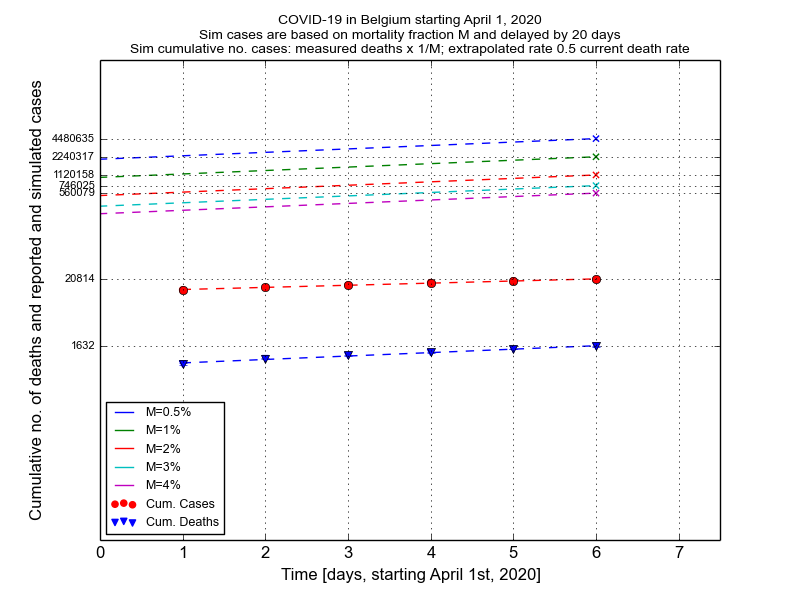 COVID-19 in Belgium starting April 1, 2020
Sim cases are based on mortality fraction M and delayed by 20 days
Sim cumulative no. cases: measured deaths x 1/M; extrapolated rate 0.5 current death rate
Cumulative no. of deaths and reported and simulated cases
4480635
2240317
1120158
746025
560079
20814
1632
M=0.5%
M=1%
M=2%
M=3%
M=4%
Cum. Cases
Cum. Deaths
0 1 2 3 4 5 6 7
Time [days, starting April 1st, 2020]